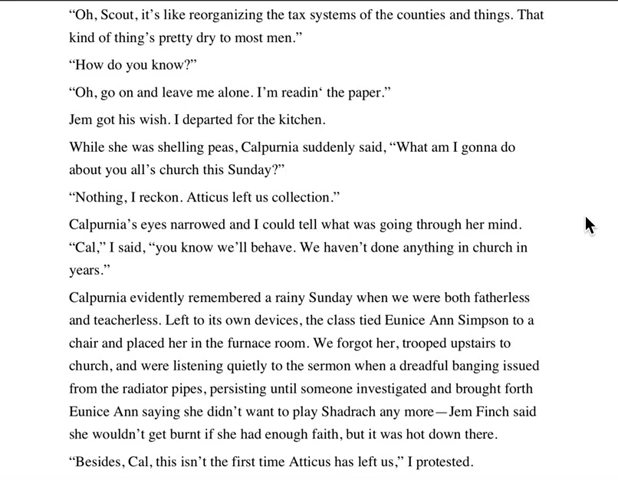 “Oh, Scout, it’s like reorganizing the tax systems of the counties and things. That
kind of thing’s pretty dry to most men.”
“How do you know?”
“Oh, go on and leave me alone. I’m readin‘ the paper.”
Jem got his wish. I departed for the kitchen.
While she was shelling peas, Calpurnia suddenly said, “What am I gonna do
about you all’s church this Sunday?”
“Nothing, I reckon. Atticus left us collection.”
Calpurnia’s eyes narrowed and I could tell what was going through her mind.
“Cal,” I said, “you know we’ll behave. We haven’t done anything in church in
years.”
Calpurnia evidently remembered a rainy Sunday when we were both fatherless
and teacherless. Left to its own devices, the class tied Eunice Ann Simpson to a
chair and placed her in the furnace room. We forgot her, trooped upstairs to
church, and were listening quietly to the sermon when a dreadful banging issued
from the radiator pipes, persisting until someone investigated and brought forth
Eunice Ann saying she didn’t want to play Shadrach any more—Jem Finch said
she wouldn’t get burnt if she had enough faith, but it was hot down there.
“Besides, Cal, this isn’t the first time Atticus has left us,” I protested.